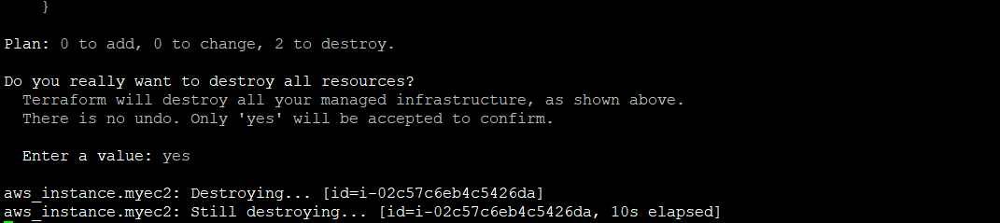 }
Plan: 0 to add, 0 to change, 2 to destroy.
Do you really want to destroy all resources?
Terraform will destroy all your managed infrastructure, as shown above.
There is no undo. Only 'yes' will be accepted to confirm.
Enter a value: yes
aws_instance.myec2: Destroying... [id=i-02c57c6eb4c5426da]
aws_instance.myec2: Still destroying... [id=i-02c57c6eb4c5426da, 10s elapsed]